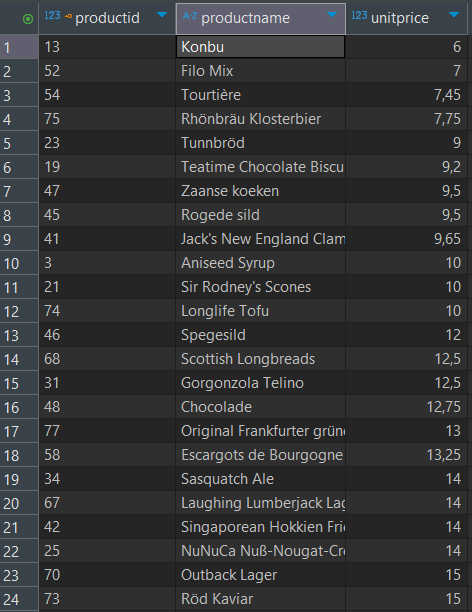 123 productid A-Z productname 123 unitprice
1 13 Konbu 6
2 52 Filo Mix 7
3 54 Tourtière 7,45
4 75 Rhönbräu Klosterbier 7,75
5 23 Tunnbröd 9
6 19 Teatime Chocolate Biscu 9,2
7 47 Zaanse koeken 9,5
8 45 Rogede sild 9,5
9 41 Jack's New England Clam 9,65
10 3 Aniseed Syrup 10
11 21 Sir Rodney's Scones 10
12 74 Longlife Tofu 10
13 46 Spegesild 12
14 68 Scottish Longbreads 12,5
15 31 Gorgonzola Telino 12,5
16 48 Chocolade 12,75
17 77 Original Frankfurter grüne 13
18 58 Escargots de Bourgogne 13,25
19 34 Sasquatch Ale 14
20 67 Laughing Lumberjack Lag 14
21 42 Singaporean Hokkien Frie 14
22 25 NuNuCa Nuß-Nougat-Cr 14
23 70 Outback Lager 15
24 73 Röd Kaviar 15